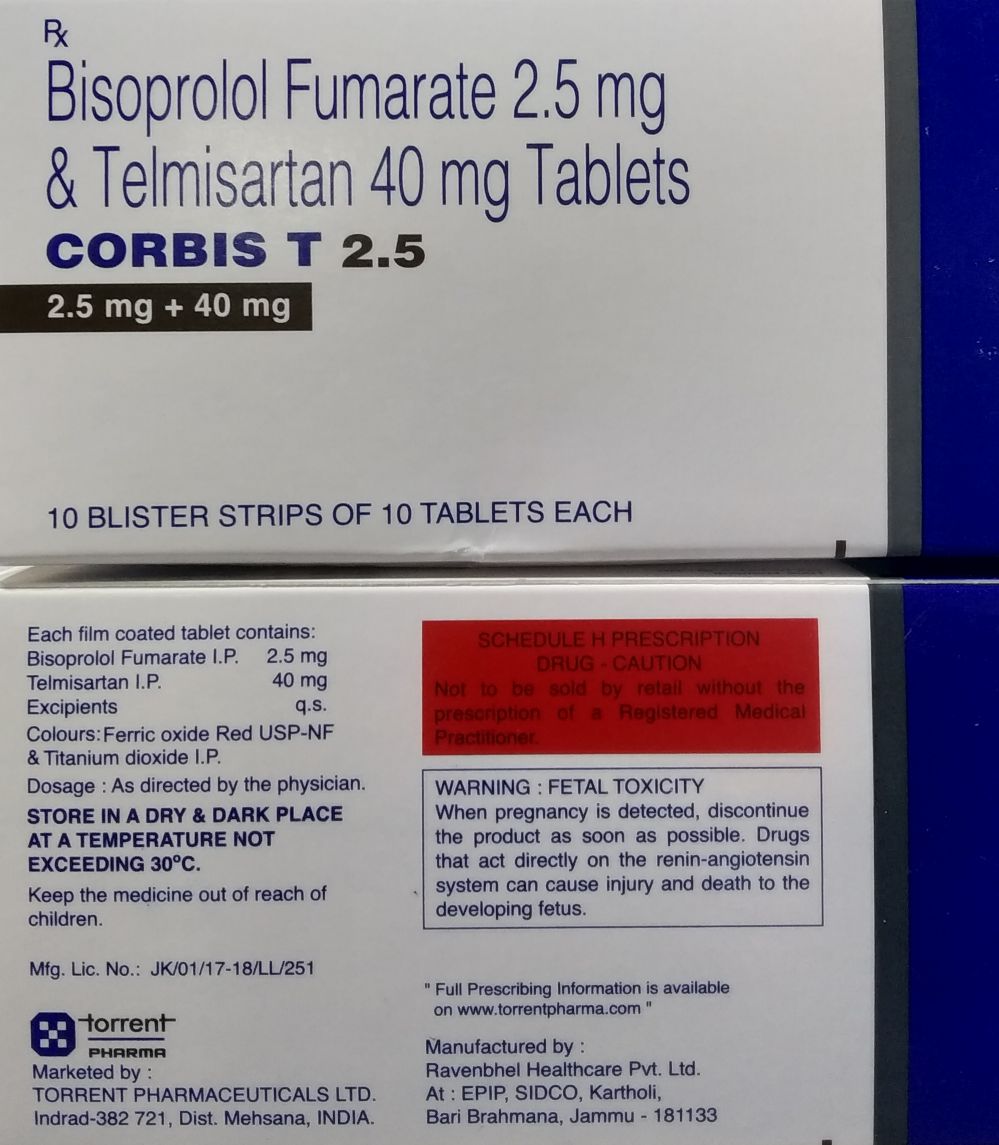 Rx
Bisoprolol Fumarate 2.5 mg
& Telmisartan 40 mg Tablets
CORBIS T 2.5
2.5 mg + 40 mg
10 BLISTER STRIPS OF 10 TABLETS EACH
Each film coated tablet contains:
Bisoprolol Fumarate I.P. 2.5 mg
Telmisartan I.P. 40 mg
Excipients q.s.
Colours: Ferric oxide Red USP-NF
& Titanium dioxide I.P.
Dosage : As directed by the physician.
STORE IN A DRY & DARK PLACE
AT A TEMPERATURE NOT
EXCEEDING 30ºC.
Keep the medicine out of reach of
children.
Mfg. Lic. No.: JK/01/17-18/LL/251
torrent
PHARMA
Marketed by :
TORRENT PHARMACEUTICALS LTD.
Indrad-382 721, Dist. Mehsana, INDIA.
SCHEDULE H PRESCRIPTION
DRUG - CAUTION
Not to be sold by retail without the
prescription of a Registered Medical
Practitioner.
WARNING : FETAL TOXICITY
When pregnancy is detected, discontinue
the product as soon as possible. Drugs
that act directly on the renin-angiotensin
system can cause injury and death to the
developing fetus.
" Full Prescribing Information is available
on www.torrentpharma.com "
Manufactured by :
Ravenbhel Healthcare Pvt. Ltd.
At : EPIP, SIDCO, Kartholi,
Bari Brahmana, Jammu - 181133